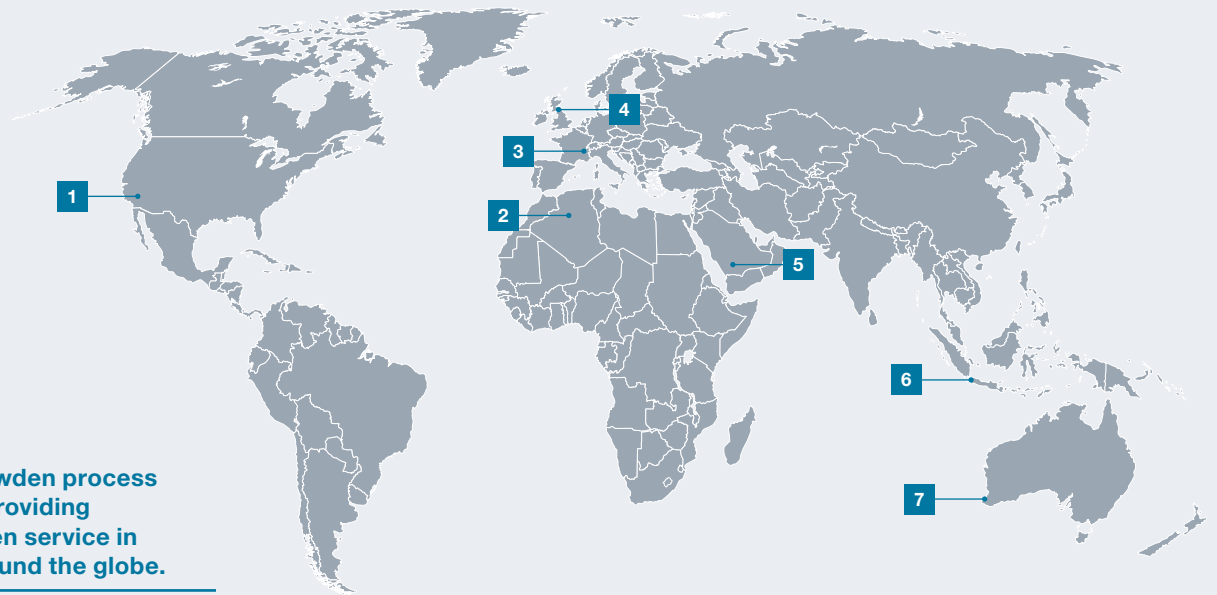 4
3
1
2
5
6
wden process
roviding
7
en service in
und the globe.